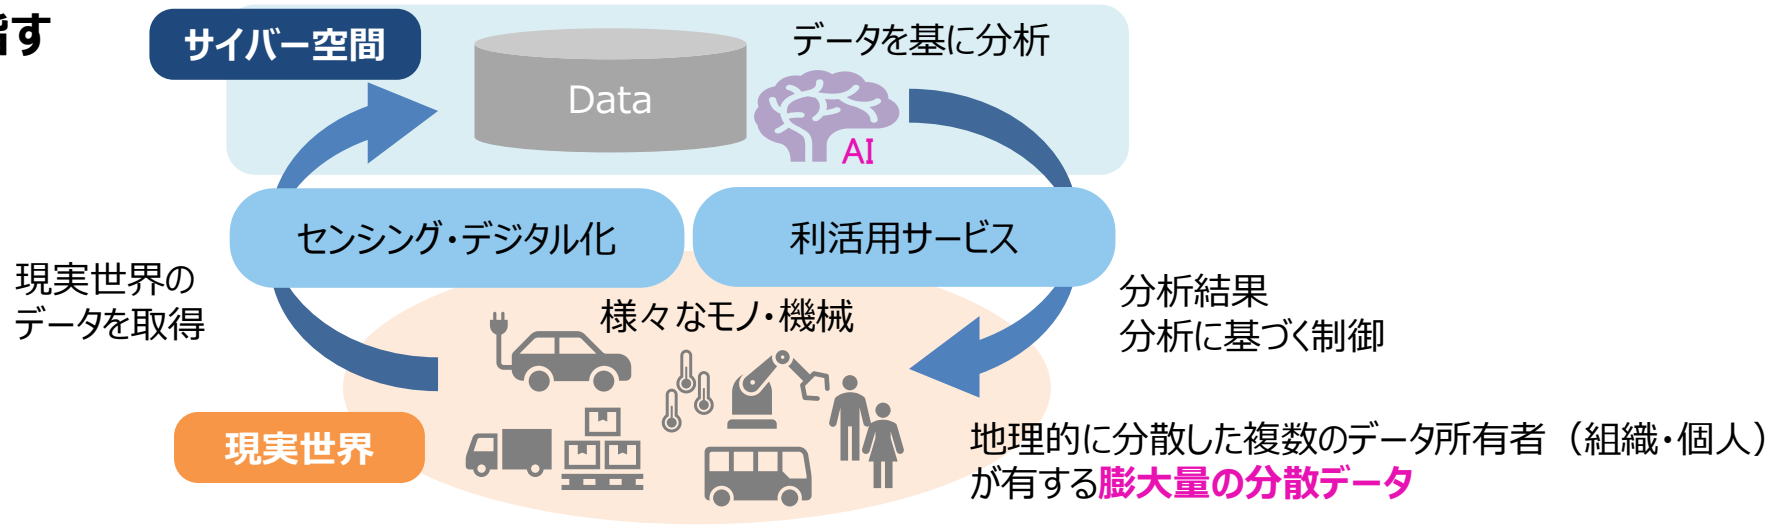 指す
サイバー空間
データを基に分析
Data
AI
センシング・デジタル化
利活用サービス
現実世界の
データを取得
様々なモノ・機械
分析結果
分析に基づく制御
現実世界
地理的に分散した複数のデータ所有者（組織・個人）
が有する膨大量の分散データ